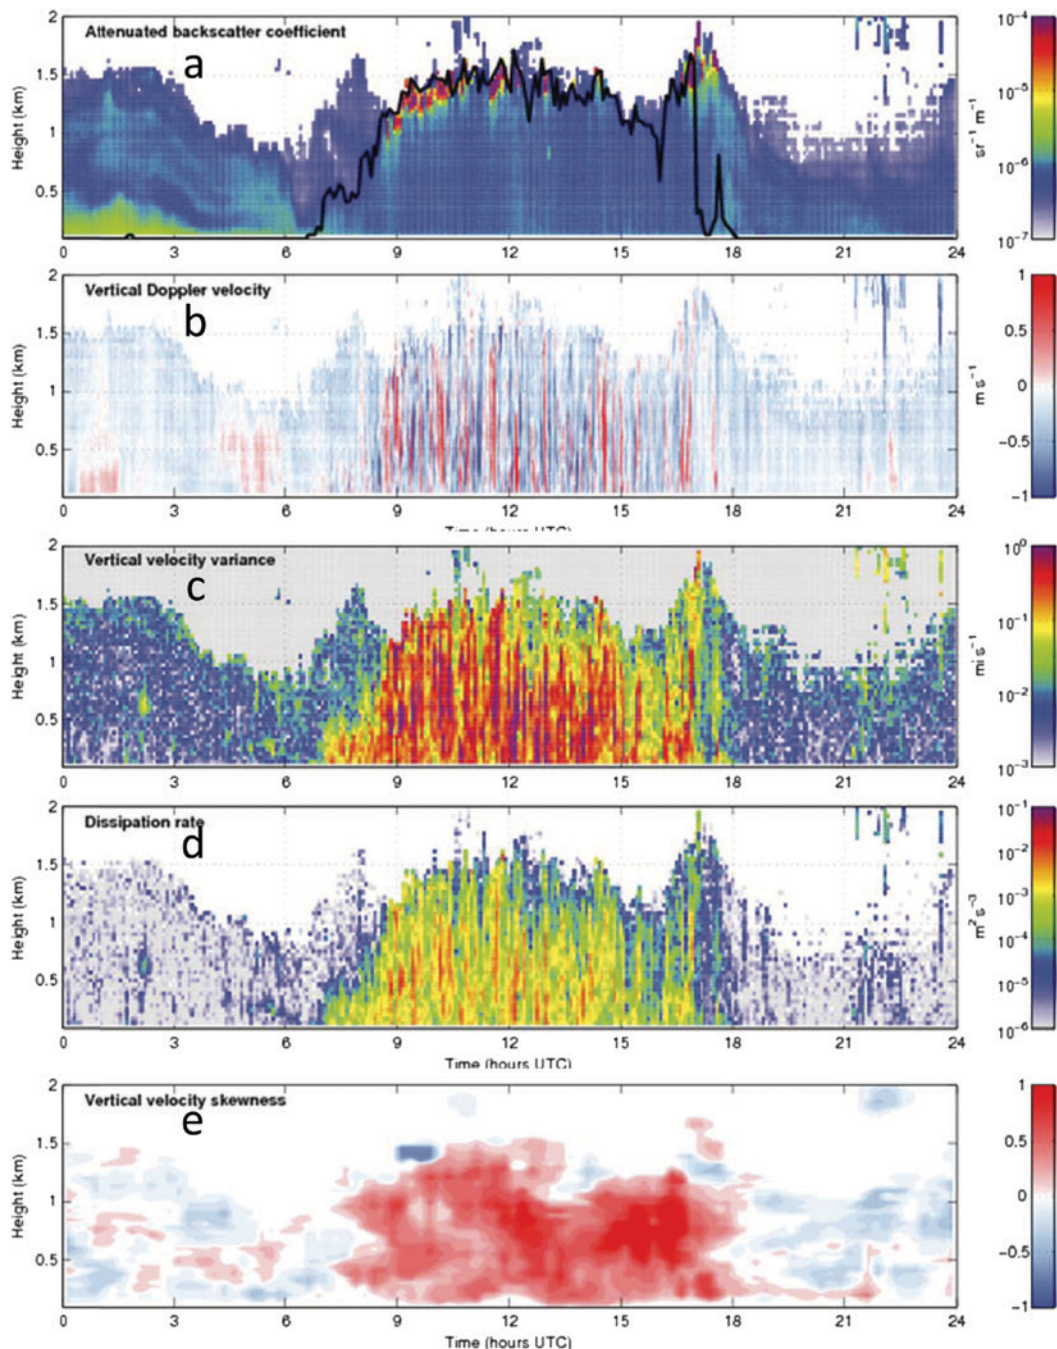 Attenuated backscatter coefficient
a
Height (km)
2
1.5
1
0.5
0 3 6 9 12 15 18 21 24
10⁻⁴
10⁻⁵
10⁻⁶
10⁻⁷
sr⁻¹ m⁻¹
Vertical Doppler velocity
b
Height (km)
2
1.5
1
0.5
0 3 6 9 12 15 18 21 24
Time (hours UTC)
1
0.5
0
−0.5
−1
m s⁻¹
Vertical velocity variance
c
Height (km)
2
1.5
1
0.5
0 3 6 9 12 15 18 21 24
10⁰
10⁻¹
10⁻²
10⁻³
m s⁻¹
Dissipation rate
d
Height (km)
2
1.5
1
0.5
0 3 6 9 12 15 18 21 24
Time (hours UTC)
10⁻¹
10⁻²
10⁻³
10⁻⁴
10⁻⁵
10⁻⁶
m² s⁻³
Vertical velocity skewness
e
Height (km)
2
1.5
1
0.5
0 3 6 9 12 15 18 21 24
Time (hours UTC)
1
0.5
0
−0.5
−1